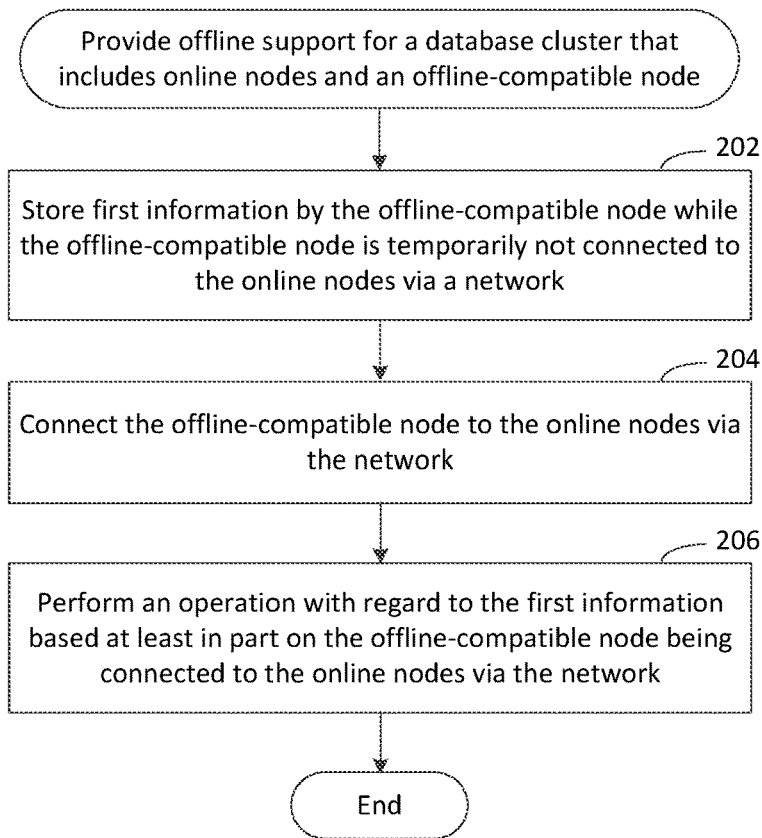 Provide offline support for a database cluster that
includes online nodes and an offline-compatible node
202
Store first information by the offline-compatible node while
the offline-compatible node is temporarily not connected to
the online nodes via a network
204
Connect the offline-compatible node to the online nodes via
the network
206
Perform an operation with regard to the first information
based at least in part on the offline-compatible node being
connected to the online nodes via the network
End